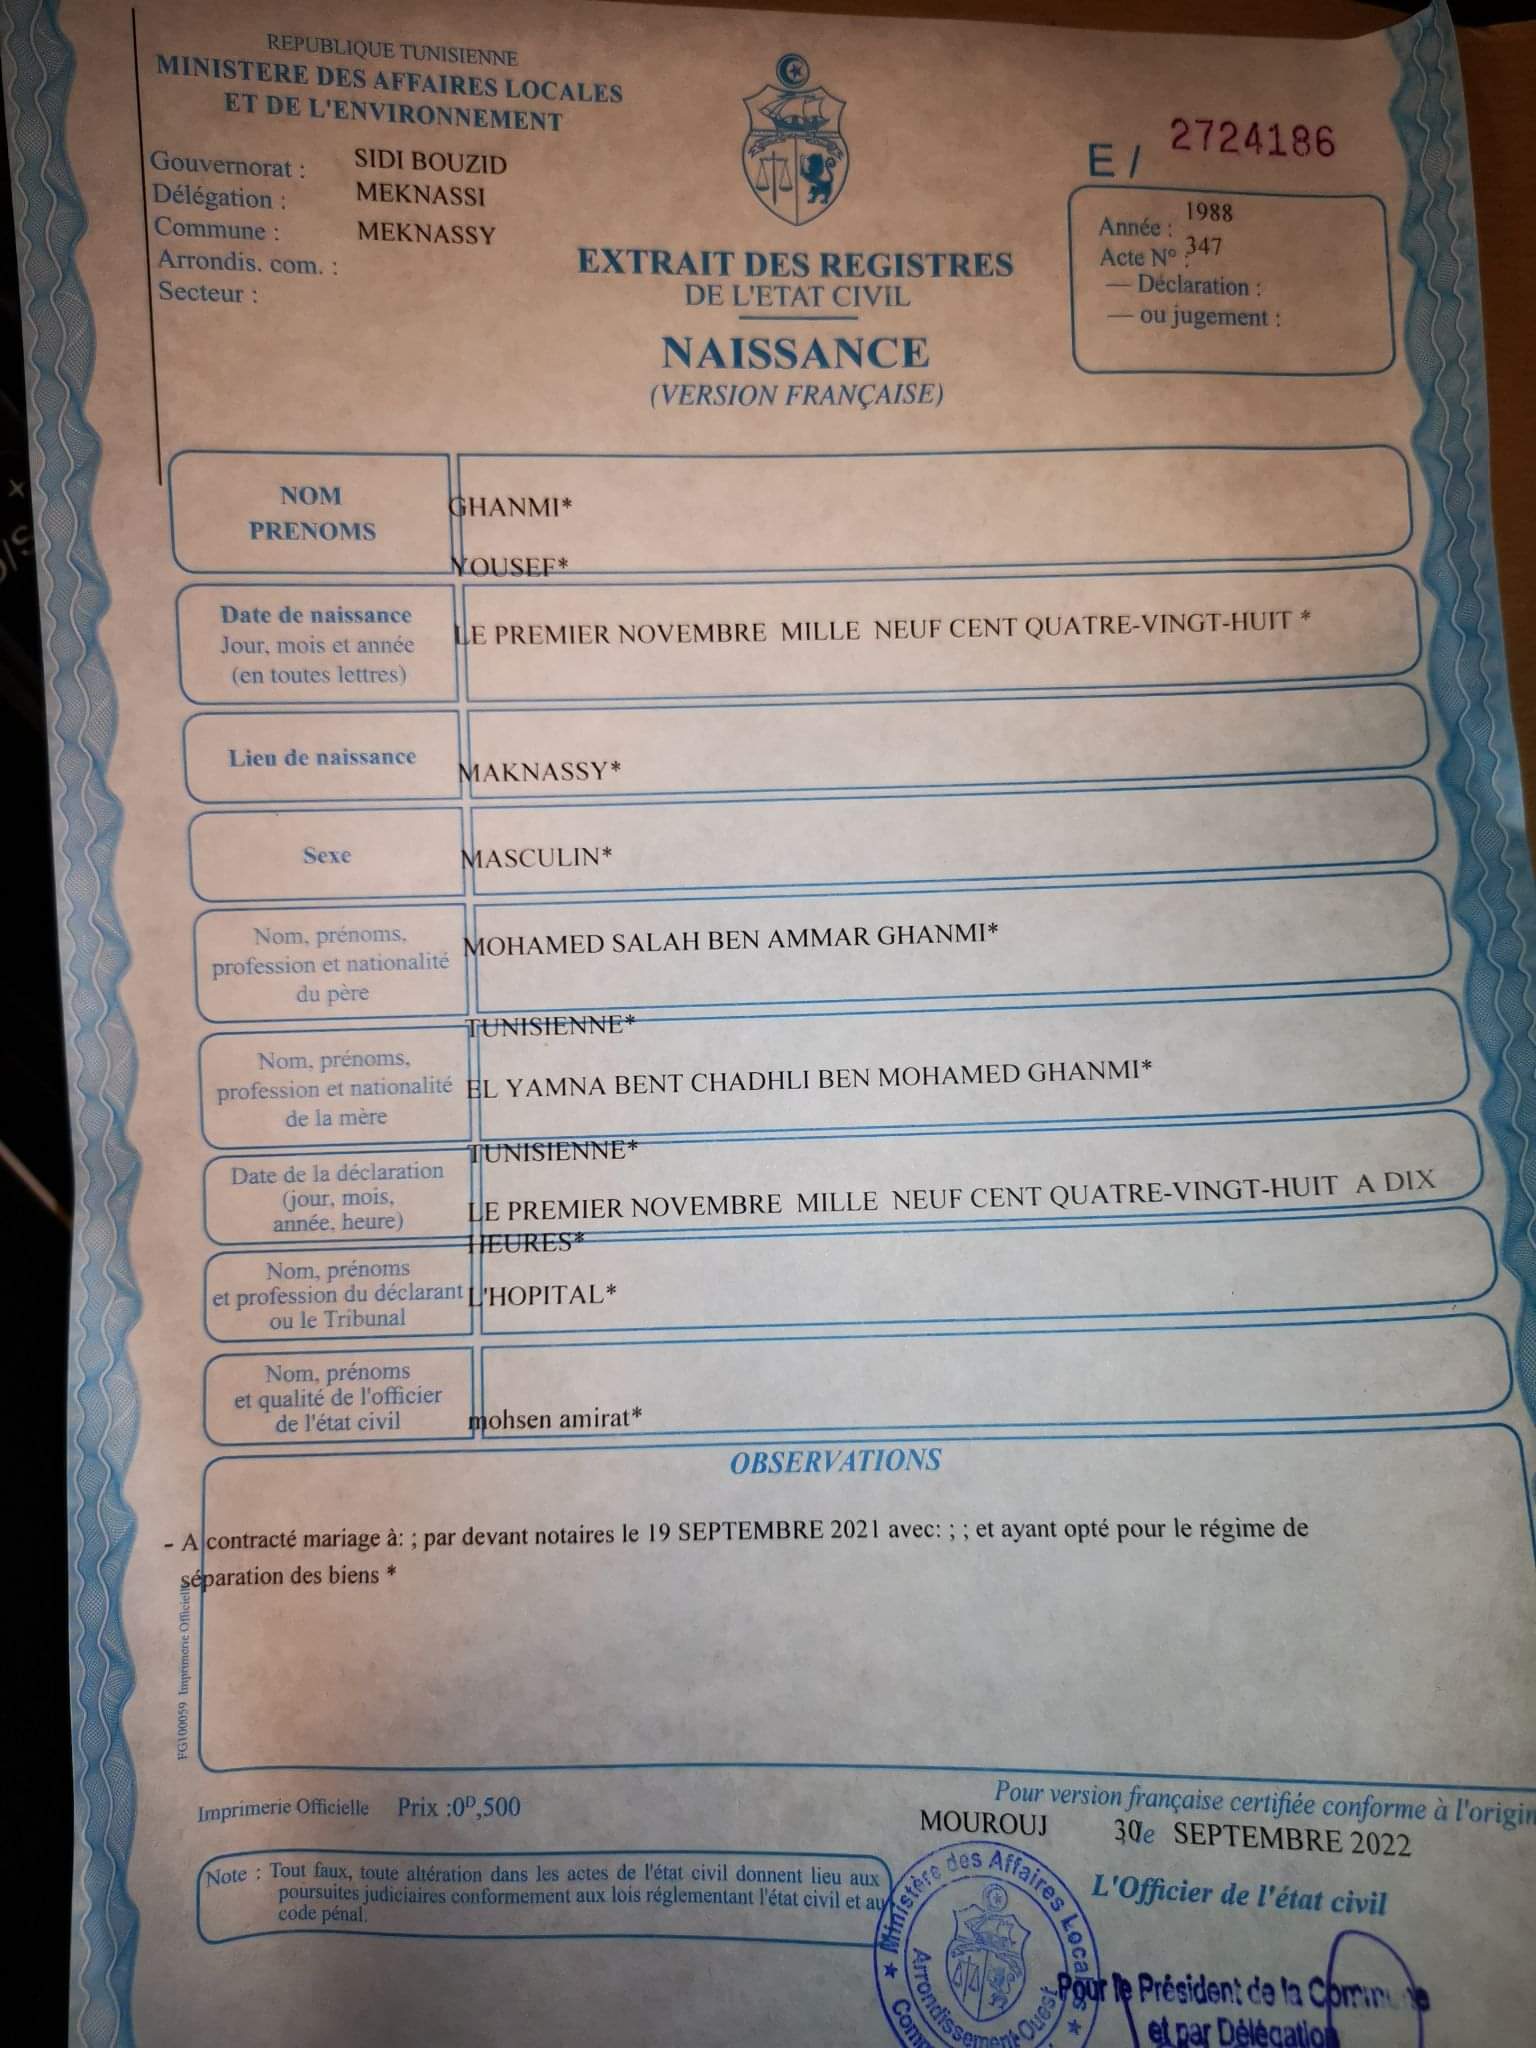 REPUBLIQUE TUNISIENNE
MINISTERE DES AFFAIRES LOCALES
ET DE L'ENVIRONNEMENT
Gouvernorat : SIDI BOUZID
Délégation : MEKNASSI
Commune : MEKNASSY
Arrondis. com. :
Secteur :
E / 2724186
Année : 1988
Acte N° : 347
— Déclaration :
— ou jugement :
EXTRAIT DES REGISTRES
DE L'ETAT CIVIL
NAISSANCE
(VERSION FRANÇAISE)
NOM
PRENOMS
GHANMI*
YOUSEF*
Date de naissance
Jour, mois et année
(en toutes lettres)
LE PREMIER NOVEMBRE MILLE NEUF CENT QUATRE-VINGT-HUIT *
Lieu de naissance
MAKNASSY*
Sexe
MASCULIN*
Nom, prénoms,
profession et nationalité
du père
MOHAMED SALAH BEN AMMAR GHANMI*
TUNISIENNE*
Nom, prénoms,
profession et nationalité
de la mère
EL YAMNA BENT CHADHLI BEN MOHAMED GHANMI*
TUNISIENNE*
Date de la déclaration
(jour, mois,
année, heure)
LE PREMIER NOVEMBRE MILLE NEUF CENT QUATRE-VINGT-HUIT A DIX
HEURES*
Nom, prénoms
et profession du déclarant
ou le Tribunal
L'HOPITAL*
Nom, prénoms
et qualité de l'officier
de l'état civil
mohsen amirat*
OBSERVATIONS
- A contracté mariage à: ; par devant notaires le 19 SEPTEMBRE 2021 avec: ; ; et ayant opté pour le régime de
séparation des biens *
FG100059 Imprimerie Officielle
Imprimerie Officielle Prix :0ᴰ,500
Pour version française certifiée conforme à l'origin
MOUROUJ 30 le SEPTEMBRE 2022
L'Officier de l'état civil
Note : Tout faux, toute altération dans les actes de l'état civil donnent lieu aux
poursuites judiciaires conformement aux lois réglementant l'état civil et au
code pénal.
Ministère des Affaires Locales
Arrondissement Ouest
Pour le Président de la Commune
et par Délégation